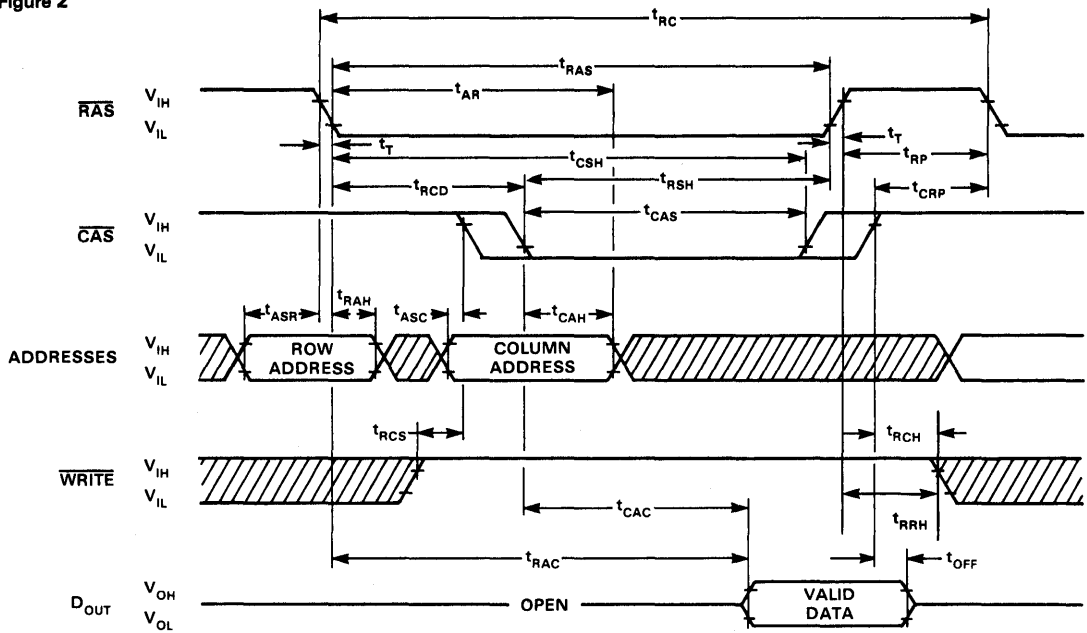 Figure 2
tRC
tRAS
tAR
RAS
VIH
VIL
tT
tT
tCSH
tRP
tRCD
tRSH
tCRP
CAS
VIH
VIL
tCAS
tASR
tRAH
tASC
tCAH
ADDRESSES
VIH
VIL
ROW
ADDRESS
COLUMN
ADDRESS
tRCS
tRCH
WRITE
VIH
VIL
tCAC
tRRH
tRAC
tOFF
DOUT
VOH
VOL
OPEN
VALID
DATA